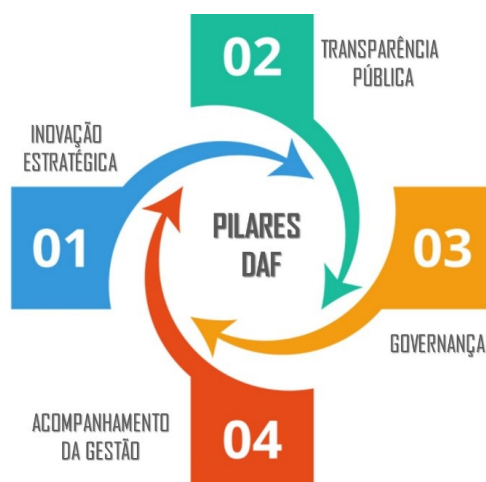 02
TRANSPARÊNCIA
PÚBLICA
INOVAÇÃO
ESTRATÉGICA
01
PILARES
DAF
03
GOVERNANÇA
ACOMPANHAMENTO
DA GESTÃO
04